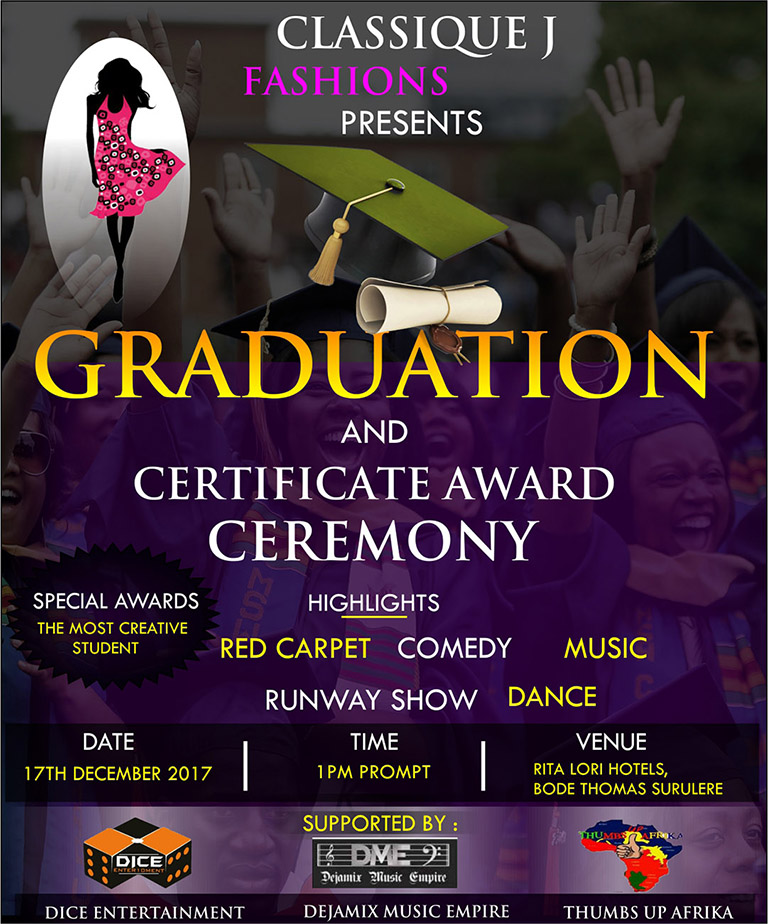 CLASSIQUE J
FASHIONS
PRESENTS
GRADUATION
AND
CERTIFICATE AWARD
CEREMONY
SPECIAL AWARDS
THE MOST CREATIVE
STUDENT
HIGHLIGHTS
RED CARPET COMEDY MUSIC
RUNWAY SHOW DANCE
DATE
17TH DECEMBER 2017
TIME
1PM PROMPT
VENUE
RITA LORI HOTELS,
BODE THOMAS SURULERE
SUPPORTED BY :
DICE
ENTERTAINMENT
DICE ENTERTAINMENT
DME
Dejamix Music Empire
DEJAMIX MUSIC EMPIRE
THUMBS UP AFRIKA